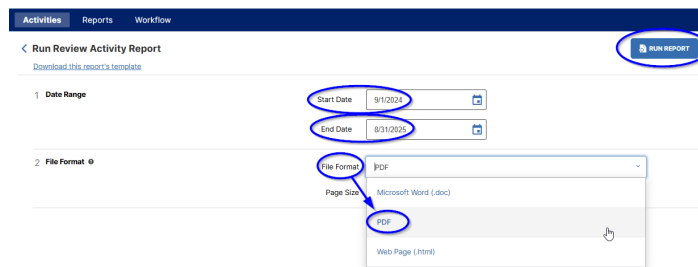 Activities Reports Workflow
Run Review Activity Report
RUN REPORT
Download this report's template
1 Date Range
Start Date 9/1/2024
End Date 8/31/2025
2 File Format
File Format PDF
Page Size Microsoft Word (.doc)
PDF
Web Page (.html)